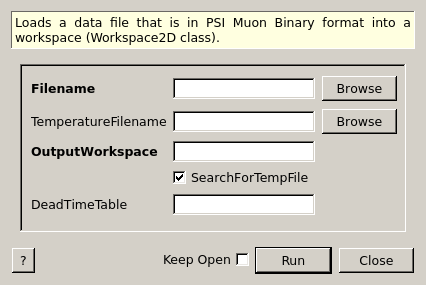 Loads a data file that is in PSI Muon Binary format into a
workspace (Workspace2D class).
Filename
Browse
TemperatureFilename
Browse
OutputWorkspace
SearchForTempFile
DeadTimeTable
?
Keep Open
Run
Close